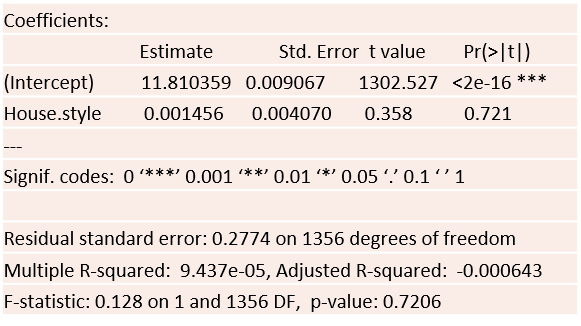 Coefficients:
Estimate Std. Error t value Pr(>|t|)
(Intercept) 11.810359 0.009067 1302.527 <2e-16 ***
House.style 0.001456 0.004070 0.358 0.721
---
Signif. codes: 0 ‘***’ 0.001 ‘**’ 0.01 ‘*’ 0.05 ‘.’ 0.1 ‘ ’ 1
Residual standard error: 0.2774 on 1356 degrees of freedom
Multiple R-squared: 9.437e-05, Adjusted R-squared: -0.000643
F-statistic: 0.128 on 1 and 1356 DF, p-value: 0.7206